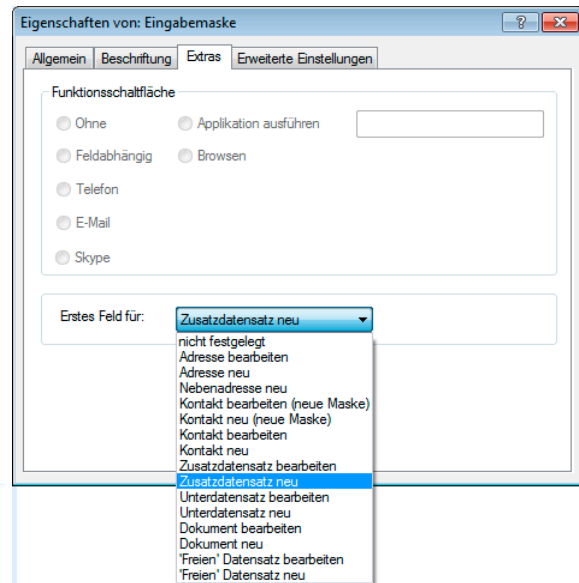 Eigenschaften von: Eingabemaske
Allgemein Beschriftung Extras Erweiterte Einstellungen
Funktionsschaltfläche
Ohne Applikation ausführen
Feldabhängig Browsen
Telefon
E-Mail
Skype
Erstes Feld für: Zusatzdatensatz neu
nicht festgelegt
Adresse bearbeiten
Adresse neu
Nebenadresse neu
Kontakt bearbeiten (neue Maske)
Kontakt neu (neue Maske)
Kontakt bearbeiten
Kontakt neu
Zusatzdatensatz bearbeiten
Zusatzdatensatz neu
Unterdatensatz bearbeiten
Unterdatensatz neu
Dokument bearbeiten
Dokument neu
'Freien' Datensatz bearbeiten
'Freien' Datensatz neu